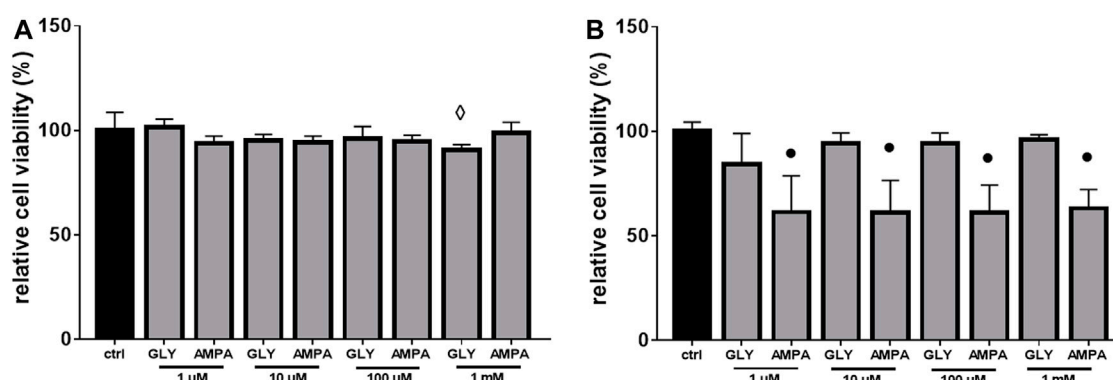 A
relative cell viability (%)
150
100
50
0
ctrl GLY AMPA GLY AMPA GLY AMPA GLY AMPA
1 uM 10 uM 100 uM 1 mM
B
relative cell viability (%)
150
100
50
0
ctrl GLY AMPA GLY AMPA GLY AMPA GLY AMPA
1 uM 10 uM 100 uM 1 mM